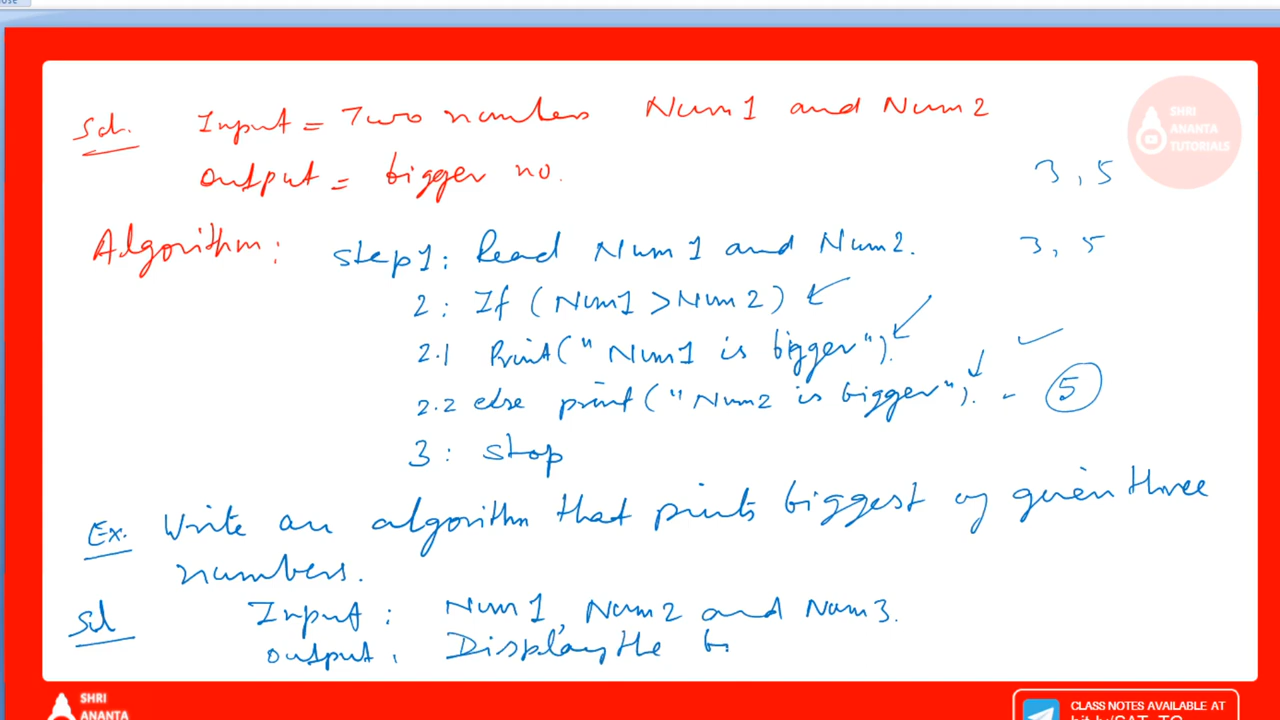 SHRI
ANANTA
TUTORIALS
Sol. Input = Two numbers Num1 and Num2
output = bigger no.
3, 5
Algorithm: step1: Read Num1 and Num2. 3, 5
2: If (Num1 > Num2)
2.1 Print("Num1 is bigger").
2.2 else print("Num2 is bigger"). - 5
3: stop
Ex. Write an algorithm that prints biggest of given three
numbers.
Sol Input: Num1, Num2 and Num3.
output: Display the b
SHRI
ANANTA
CLASS NOTES AVAILABLE AT